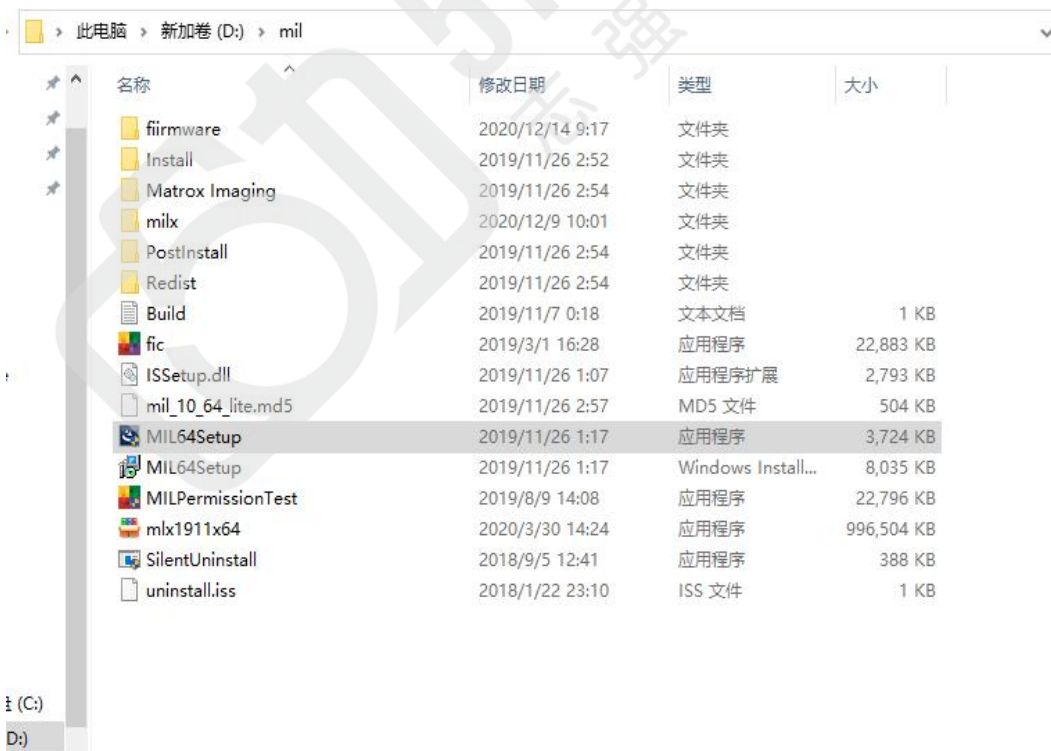 此电脑 > 新加卷 (D:) > mil
名称 修改日期 类型 大小
fiirmware 2020/12/14 9:17 文件夹
Install 2019/11/26 2:52 文件夹
Matrox Imaging 2019/11/26 2:54 文件夹
milx 2020/12/9 10:01 文件夹
PostInstall 2019/11/26 2:54 文件夹
Redist 2019/11/26 2:54 文件夹
Build 2019/11/7 0:18 文本文档 1 KB
fic 2019/3/1 16:28 应用程序 22,883 KB
ISSetup.dll 2019/11/26 1:07 应用程序扩展 2,793 KB
mil_10_64_lite.md5 2019/11/26 2:57 MD5 文件 504 KB
MIL64Setup 2019/11/26 1:17 应用程序 3,724 KB
MIL64Setup 2019/11/26 1:17 Windows Install... 8,035 KB
MILPermissionTest 2019/8/9 14:08 应用程序 22,796 KB
mlx1911x64 2020/3/30 14:24 应用程序 996,504 KB
SilentUninstall 2018/9/5 12:41 应用程序 388 KB
uninstall.iss 2018/1/22 23:10 ISS 文件 1 KB
(C:)
D:)
志强